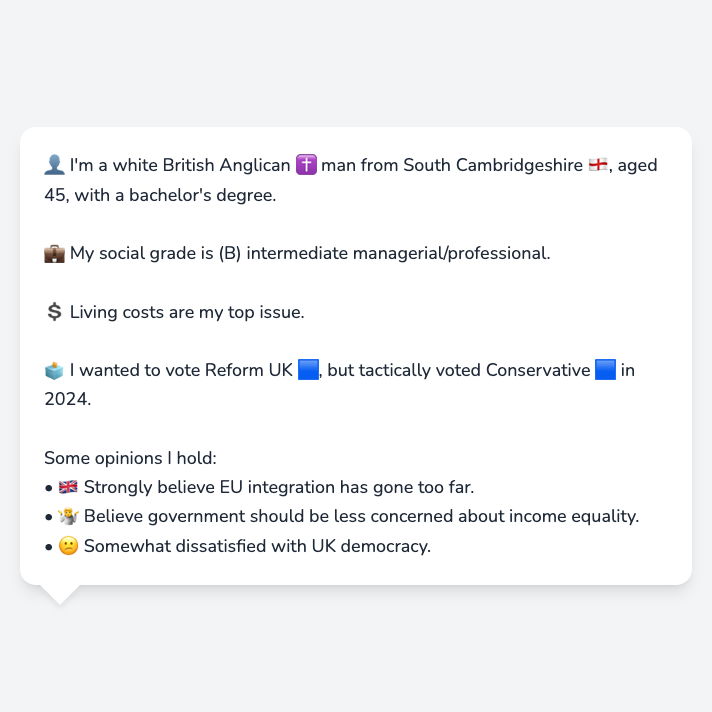 👤 I'm a white British Anglican ✝️ man from South Cambridgeshire 🏴󠁧󠁢󠁥󠁮󠁧󠁿, aged
45, with a bachelor's degree.
💼 My social grade is (B) intermediate managerial/professional.
💲 Living costs are my top issue.
🗳️ I wanted to vote Reform UK 🟦, but tactically voted Conservative 🟦 in
2024.
Some opinions I hold:
• 🇬🇧 Strongly believe EU integration has gone too far.
• 🤷 Believe government should be less concerned about income equality.
• 😕 Somewhat dissatisfied with UK democracy.